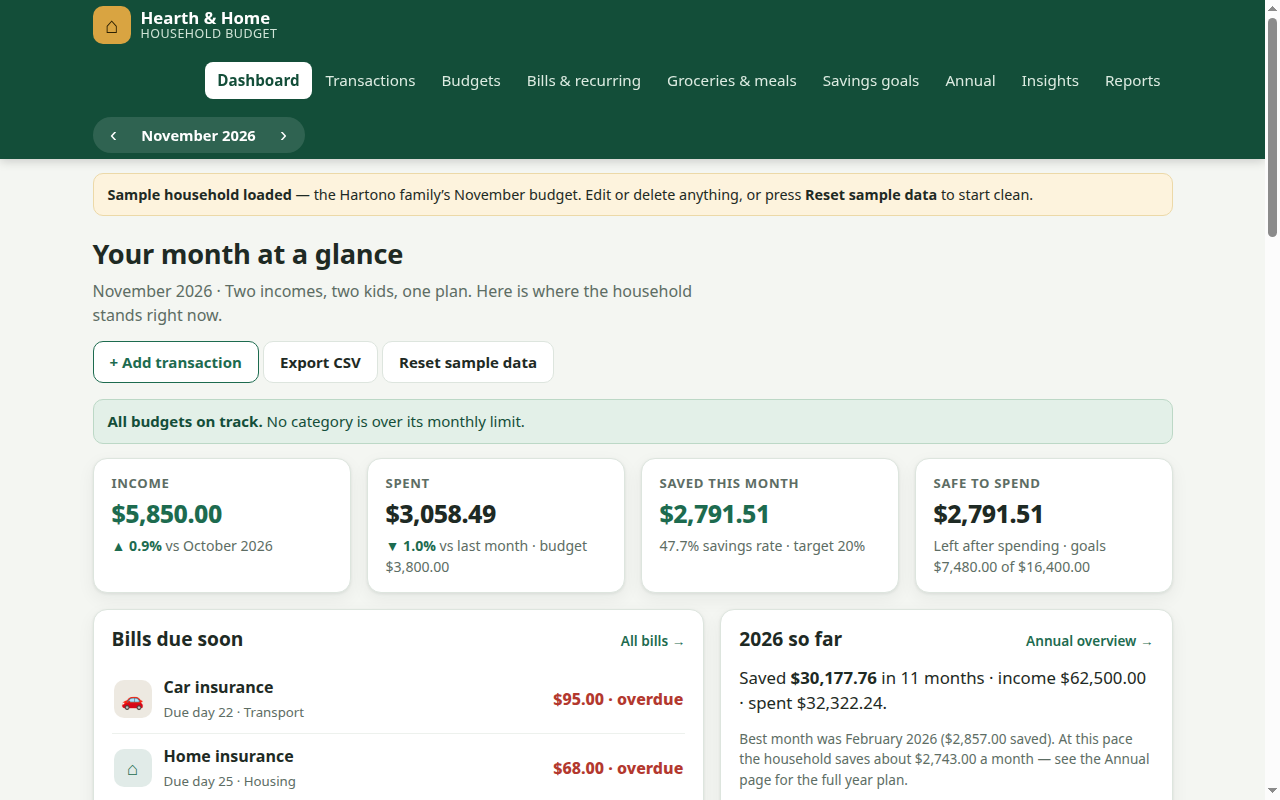 Hearth & Home
HOUSEHOLD BUDGET
Dashboard Transactions Budgets Bills & recurring Groceries & meals Savings goals Annual Insights Reports
‹ November 2026 ›
Sample household loaded — the Hartono family's November budget. Edit or delete anything, or press Reset sample data to start clean.
Your month at a glance
November 2026 · Two incomes, two kids, one plan. Here is where the household
stands right now.
+ Add transaction Export CSV Reset sample data
All budgets on track. No category is over its monthly limit.
INCOME
$5,850.00
▲ 0.9% vs October 2026
SPENT
$3,058.49
▼ 1.0% vs last month · budget
$3,800.00
SAVED THIS MONTH
$2,791.51
47.7% savings rate · target 20%
SAFE TO SPEND
$2,791.51
Left after spending · goals
$7,480.00 of $16,400.00
Bills due soon
All bills →
Car insurance
Due day 22 · Transport
$95.00 · overdue
Home insurance
Due day 25 · Housing
$68.00 · overdue
2026 so far
Annual overview →
Saved $30,177.76 in 11 months · income $62,500.00
· spent $32,322.24.
Best month was February 2026 ($2,857.00 saved). At this pace
the household saves about $2,743.00 a month — see the Annual
page for the full year plan.